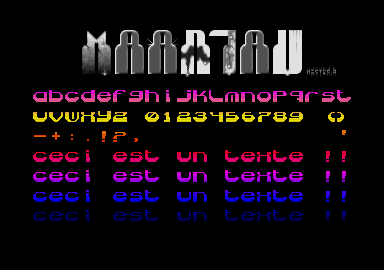 abcdefghijklmnopqrst
uvwxyz 0123456789 ()
-+:.!?, '
ceci est un texte !!
ceci est un texte !!
ceci est un texte !!
ceci est un texte !!